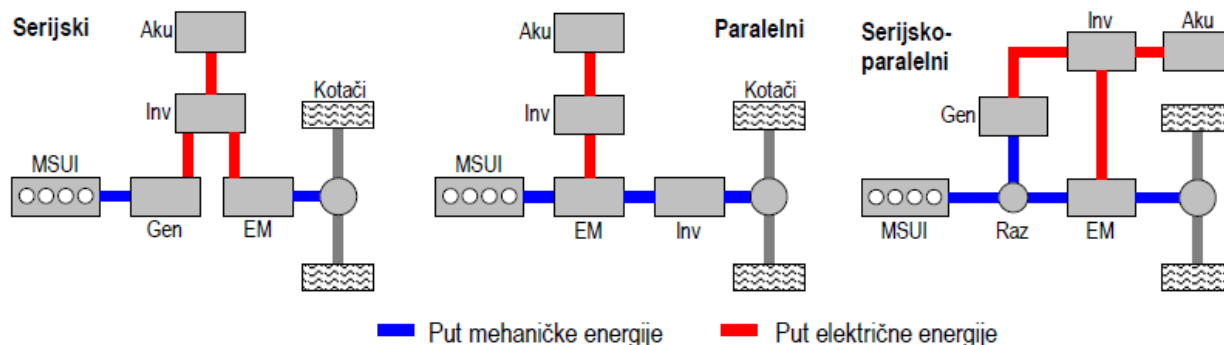 Serijski
Aku
Inv
Kotači
MSUI
Gen
EM
Paralelni
Aku
Inv
Kotači
MSUI
EM
Inv
Serijsko-
paralelni
Inv
Aku
Gen
MSUI
Raz
EM
Put mehaničke energije
Put električne energije